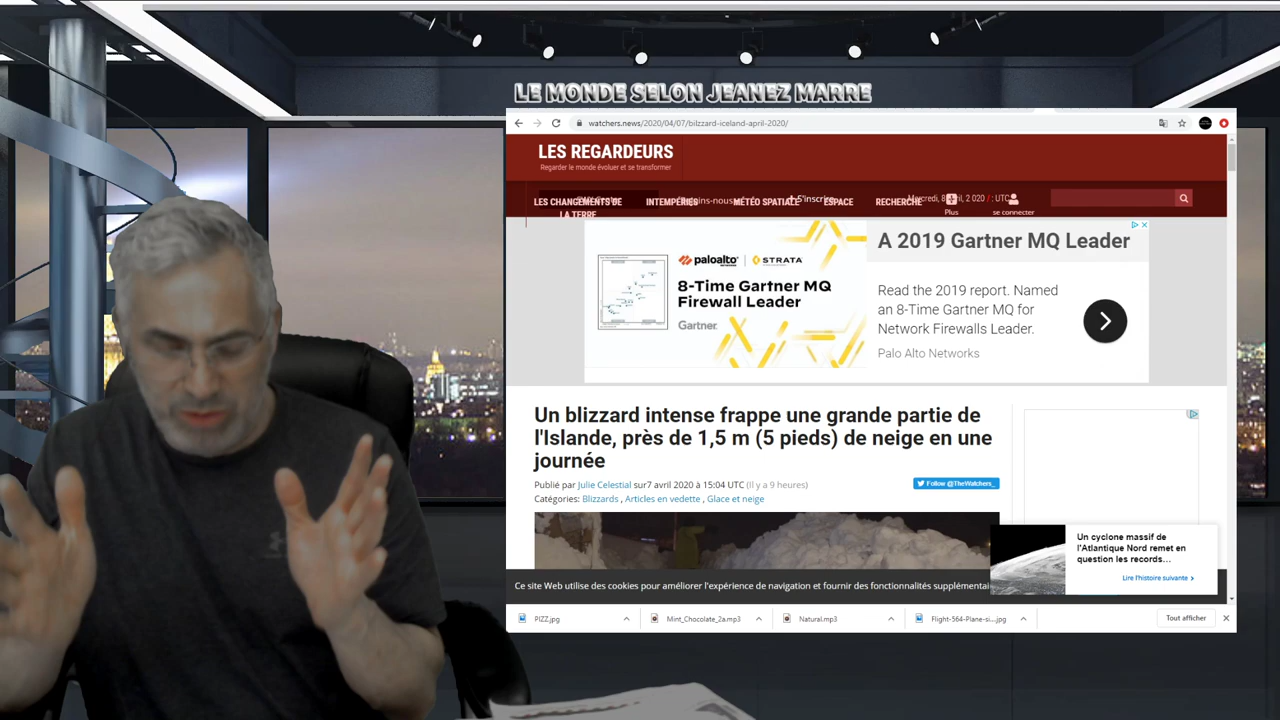 LE MONDE SELON JEANEZ MARRE
watchers.news/2020/04/07/bilzzard-iceland-april-2020/
LES REGARDEURS
Regarder le monde évoluer et se transformer
LES CHANGEMENTS DE LA TERRE
INTEMPÉRIES
MÉTÉO SPATIALE
S'inscrire
ESPACE
RECHERCHE
UTC
Plus
se connecter
paloalto NETWORKS | STRATA
8-Time Gartner MQ
Firewall Leader
Gartner
A 2019 Gartner MQ Leader
Read the 2019 report. Named
an 8-Time Gartner MQ for
Network Firewalls Leader.
Palo Alto Networks
Un blizzard intense frappe une grande partie de
l'Islande, près de 1,5 m (5 pieds) de neige en une
journée
Publié par Julie Celestial sur7 avril 2020 à 15:04 UTC (Il y a 9 heures)
Follow @TheWatchers_
Catégories: Blizzards , Articles en vedette , Glace et neige
Un cyclone massif de
l'Atlantique Nord remet en
question les records…
Lire l'histoire suivante >
Ce site Web utilise des cookies pour améliorer l'expérience de navigation et fournir des fonctionnalités supplémentai
PIZZ.jpg
Mint_Chocolate_2a.mp3
Natural.mp3
Flight-564-Plane-si....jpg
Tout afficher